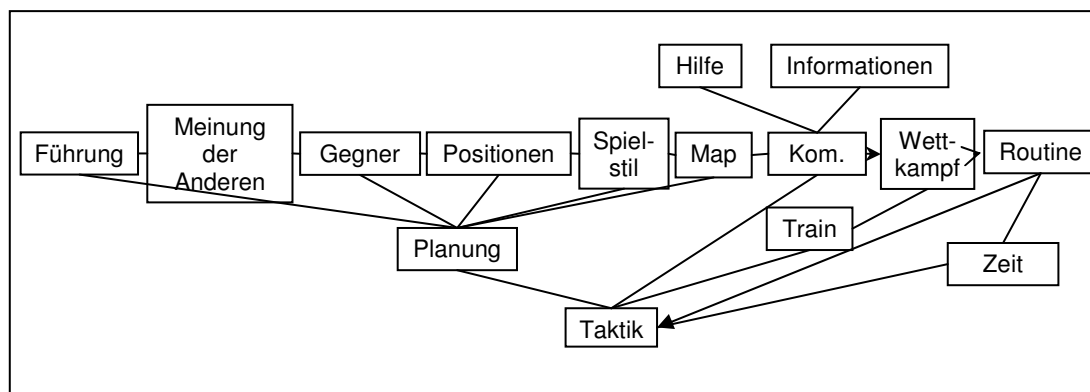 Hilfe
Informationen
Führung
Meinung
der
Anderen
Gegner
Positionen
Spiel-
stil
Map
Kom.
Wett-
kampf
Routine
Train
Planung
Zeit
Taktik